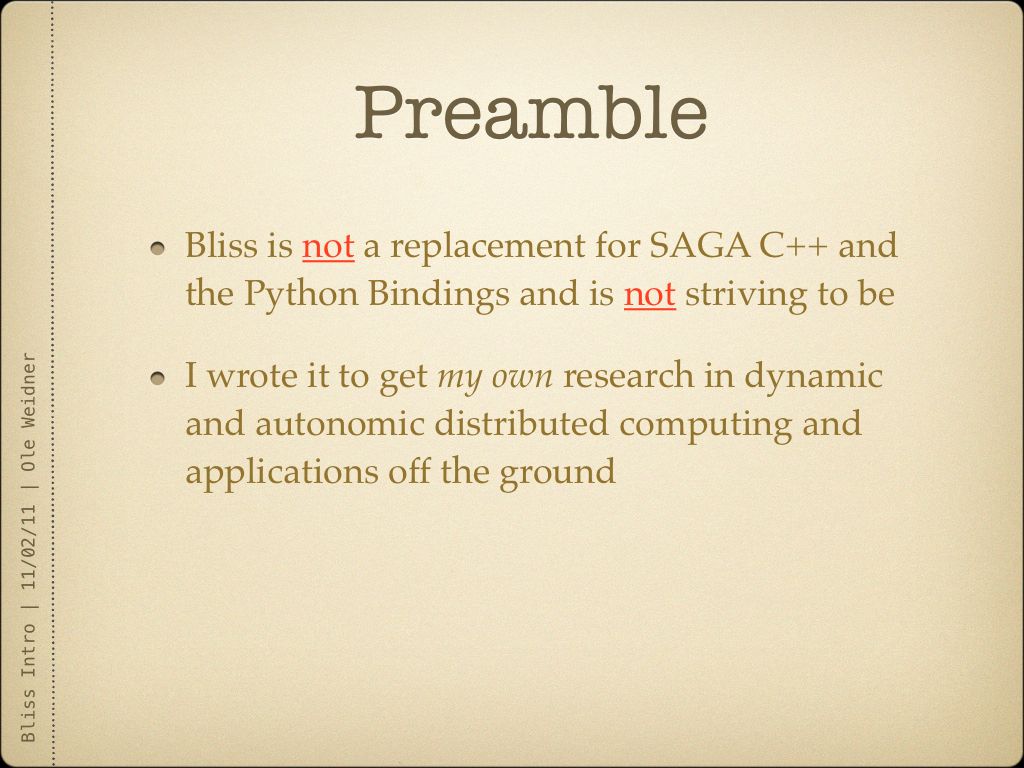 Preamble
Bliss is not a replacement for SAGA C++ and
the Python Bindings and is not striving to be
I wrote it to get my own research in dynamic
and autonomic distributed computing and
applications off the ground
Bliss Intro | 11/02/11 | Ole Weidner